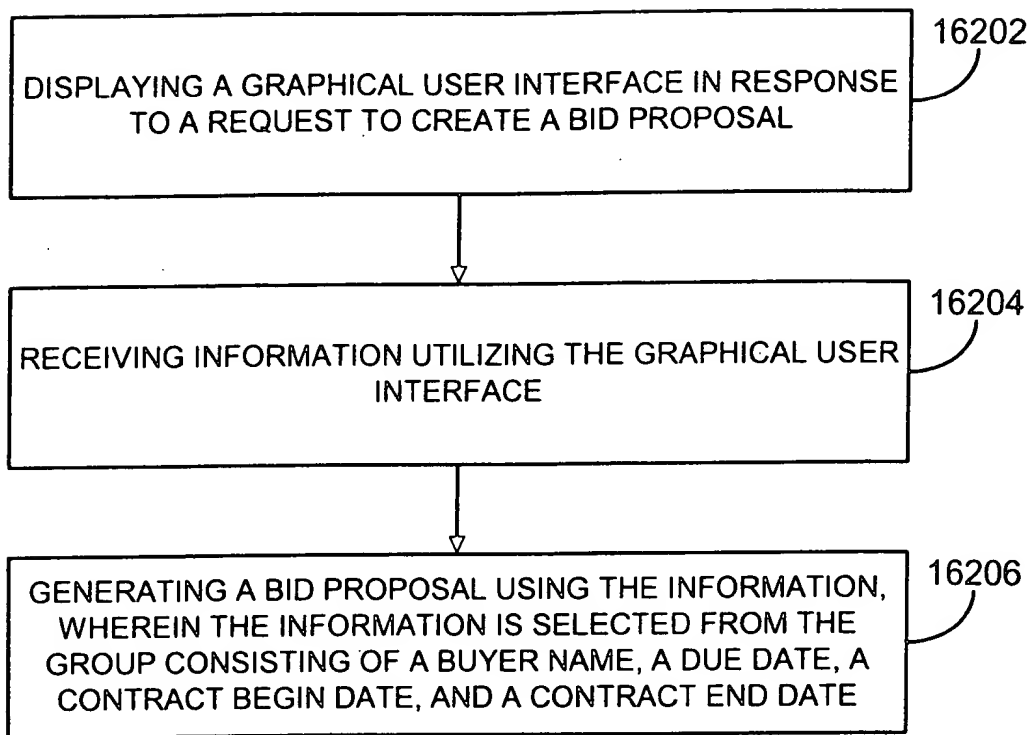 16202
DISPLAYING A GRAPHICAL USER INTERFACE IN RESPONSE
TO A REQUEST TO CREATE A BID PROPOSAL
16204
RECEIVING INFORMATION UTILIZING THE GRAPHICAL USER
INTERFACE
16206
GENERATING A BID PROPOSAL USING THE INFORMATION,
WHEREIN THE INFORMATION IS SELECTED FROM THE
GROUP CONSISTING OF A BUYER NAME, A DUE DATE, A
CONTRACT BEGIN DATE, AND A CONTRACT END DATE